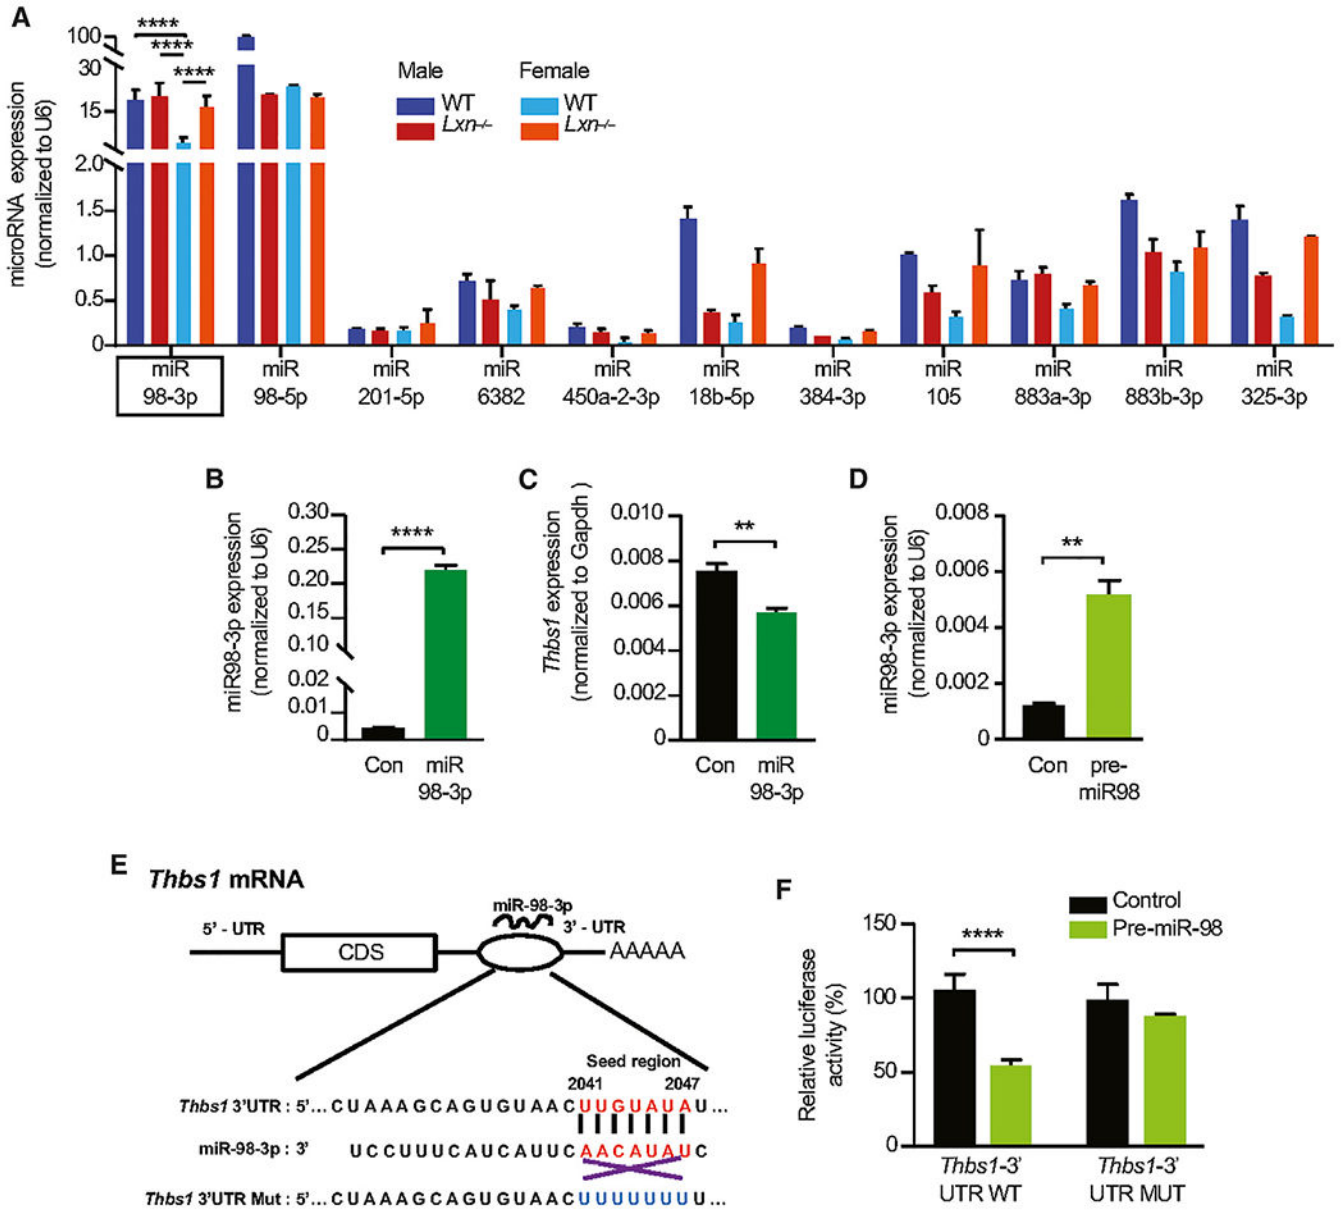 A
****
****
****
100
30
15
2.0
1.5
1.0
0.5
0
microRNA expression
(normalized to U6)
Male
Female
WT
WT
Lxn-/-
Lxn-/-
miR
98-3p
miR
98-5p
miR
201-5p
miR
6382
miR
450a-2-3p
miR
18b-5p
miR
384-3p
miR
105
miR
883a-3p
miR
883b-3p
miR
325-3p
B
miR98-3p expression
(normalized to U6)
0.30
0.25
0.20
0.15
0.10
0.02
0.01
0
****
Con
miR
98-3p
C
Thbs1 expression
(normalized to Gapdh )
0.010
0.008
0.006
0.004
0.002
0
**
Con
miR
98-3p
D
miR98-3p expression
(normalized to U6)
0.008
0.006
0.004
0.002
0
**
Con
pre-
miR98
E
Thbs1 mRNA
5' - UTR
CDS
miR-98-3p
3' - UTR
AAAAA
Seed region
2041 2047
Thbs1 3'UTR : 5'... CUAAAGCAGUGUAACUUGUAUAU ...
miR-98-3p : 3' UCCUUUCAUCAUUCAACAUAUC
Thbs1 3'UTR Mut : 5'... CUAAAGCAGUGUAACUUUUUUUU ...
F
Control
Pre-miR-98
Relative luciferase
activity (%)
150
100
50
0
****
Thbs1-3'
UTR WT
Thbs1-3'
UTR MUT